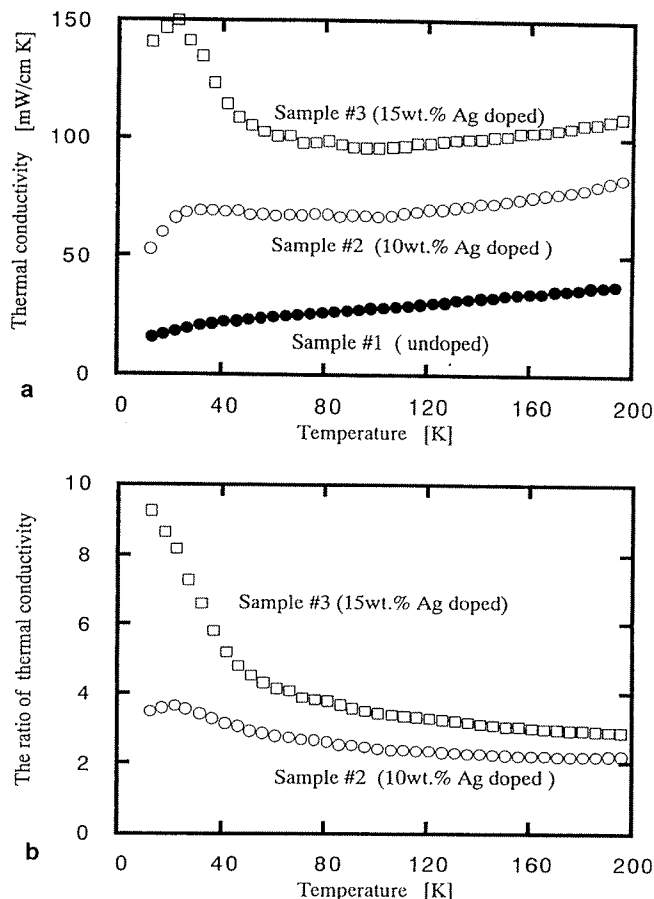 150
Thermal conductivity [mW/cm K]
Sample #3 (15wt.% Ag doped)
100
Sample #2 (10wt.% Ag doped )
50
Sample #1 ( undoped)
0
a
0 40 80 120 160 200
Temperature [K]
10
The ratio of thermal conductivity
8
6
Sample #3 (15wt.% Ag doped)
4
2
Sample #2 (10wt.% Ag doped )
0
b
0 40 80 120 160 200
Temperature [K]